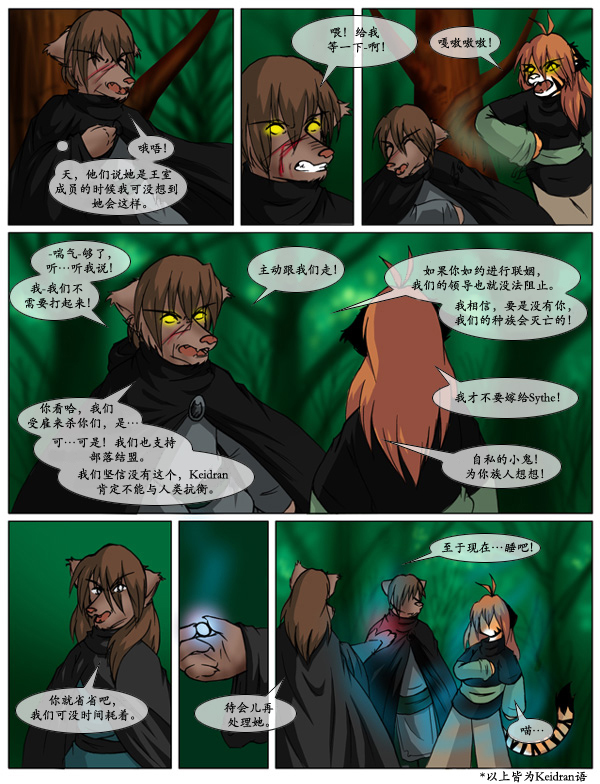 哦唔！
天，他们说她是王室
成员的时候我可没想到
她会这样。
喂！给我
等一下-啊！
嘎嗷嗷嗷！
-喘气-够了，
听…听我说！
我-我们不
需要打起来！
主动跟我们走！
如果你如约进行联姻，
我们的领导也就没法阻止。
我相信，要是没有你，
我们的种族会灭亡的！
你看哈，我们
受雇来杀你们，是…
可…可是！我们也支持
部落结盟。
我们坚信没有这个，Keidran
肯定不能与人类抗衡。
我才不要嫁给Sythe！
自私的小鬼！
为你族人想想！
你就省省吧，
我们可没时间耗着。
待会儿再
处理她。
至于现在…睡吧！
喵…
*以上皆为Keidran语